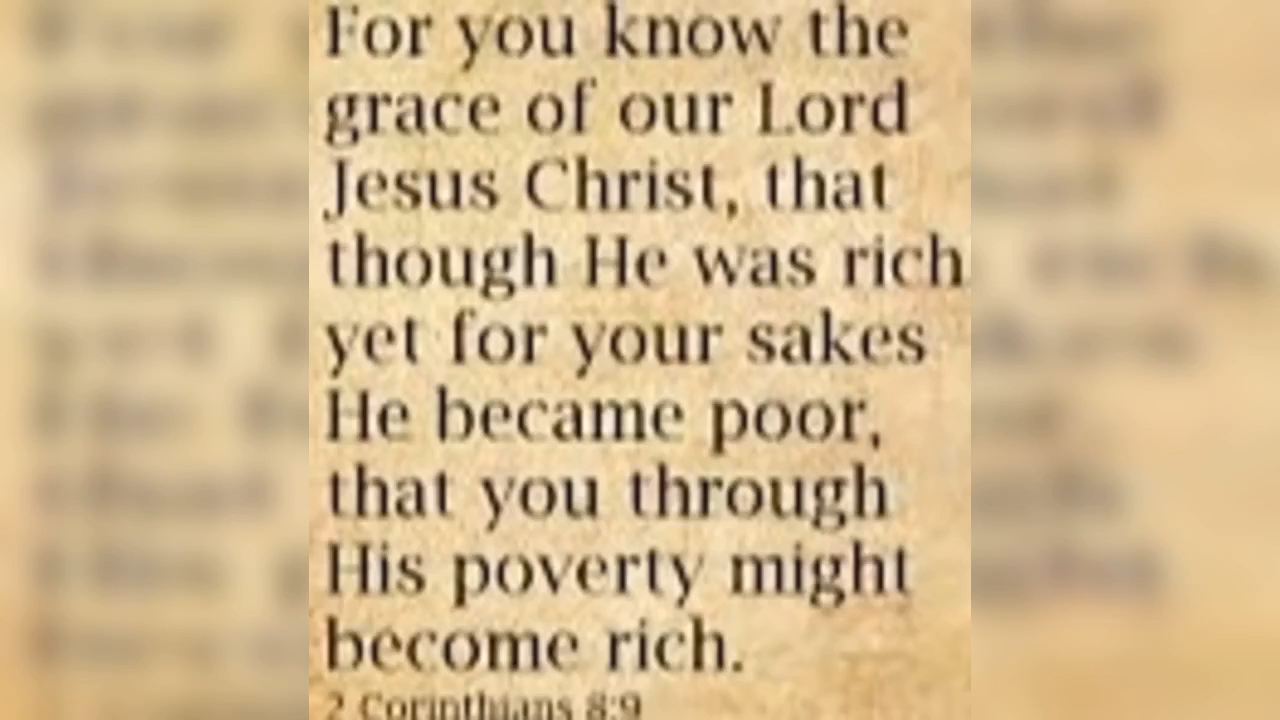 For you know the
grace of our Lord
Jesus Christ, that
though He was rich
yet for your sakes
He became poor,
that you through
His poverty might
become rich.
2 Corinthians 8:9